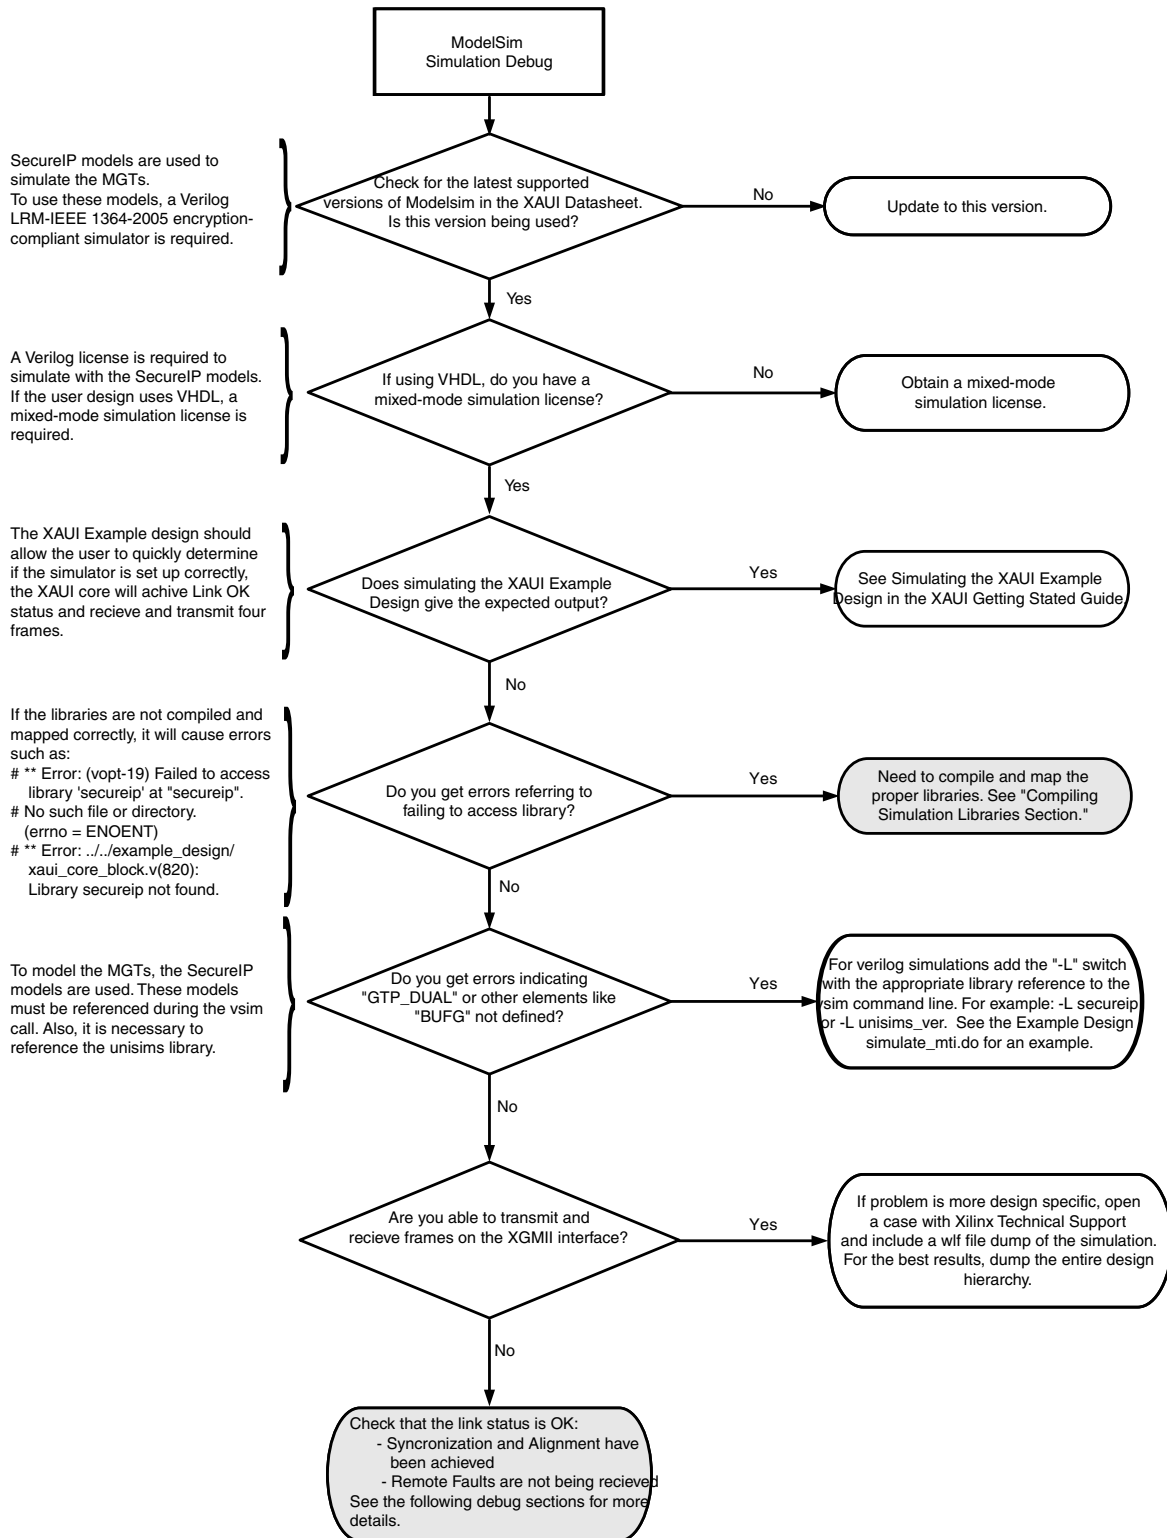 ModelSim
Simulation Debug
SecureIP models are used to
simulate the MGTs.
To use these models, a Verilog
LRM-IEEE 1364-2005 encryption-
compliant simulator is required.
Check for the latest supported
versions of Modelsim in the XAUI Datasheet.
Is this version being used?
No
Update to this version.
Yes
A Verilog license is required to
simulate with the SecureIP models.
If the user design uses VHDL, a
mixed-mode simulation license is
required.
If using VHDL, do you have a
mixed-mode simulation license?
No
Obtain a mixed-mode
simulation license.
Yes
The XAUI Example design should
allow the user to quickly determine
if the simulator is set up correctly,
the XAUI core will achive Link OK
status and recieve and transmit four
frames.
Does simulating the XAUI Example
Design give the expected output?
Yes
See Simulating the XAUI Example
Design in the XAUI Getting Stated Guide.
No
If the libraries are not compiled and
mapped correctly, it will cause errors
such as:
# ** Error: (vopt-19) Failed to access
library 'secureip' at "secureip".
# No such file or directory.
(errno = ENOENT)
# ** Error: ../../example_design/
xaui_core_block.v(820):
Library secureip not found.
Do you get errors referring to
failing to access library?
Yes
Need to compile and map the
proper libraries. See "Compiling
Simulation Libraries Section."
No
To model the MGTs, the SecureIP
models are used. These models
must be referenced during the vsim
call. Also, it is necessary to
reference the unisims library.
Do you get errors indicating
"GTP_DUAL" or other elements like
"BUFG" not defined?
Yes
For verilog simulations add the "-L" switch
with the appropriate library reference to the
vsim command line. For example: -L secureip
or -L unisims_ver. See the Example Design
simulate_mti.do for an example.
No
Are you able to transmit and
recieve frames on the XGMII interface?
Yes
If problem is more design specific, open
a case with Xilinx Technical Support
and include a wlf file dump of the simulation.
For the best results, dump the entire design
hierarchy.
No
Check that the link status is OK:
- Syncronization and Alignment have
been achieved
- Remote Faults are not being recieved
See the following debug sections for more
details.